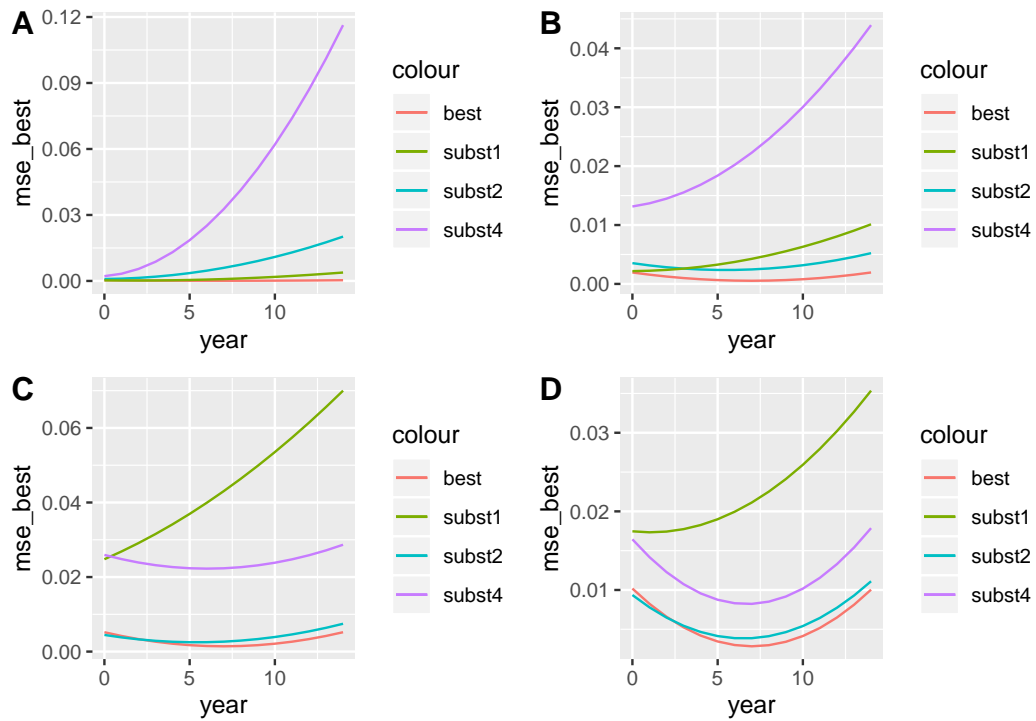 A
mse_best
0.12
0.09
0.06
0.03
0.00
0
5
10
year
colour
best
subst1
subst2
subst4
B
mse_best
0.04
0.03
0.02
0.01
0.00
0
5
10
year
colour
best
subst1
subst2
subst4
C
mse_best
0.06
0.04
0.02
0.00
0
5
10
year
colour
best
subst1
subst2
subst4
D
mse_best
0.03
0.02
0.01
0
5
10
year
colour
best
subst1
subst2
subst4